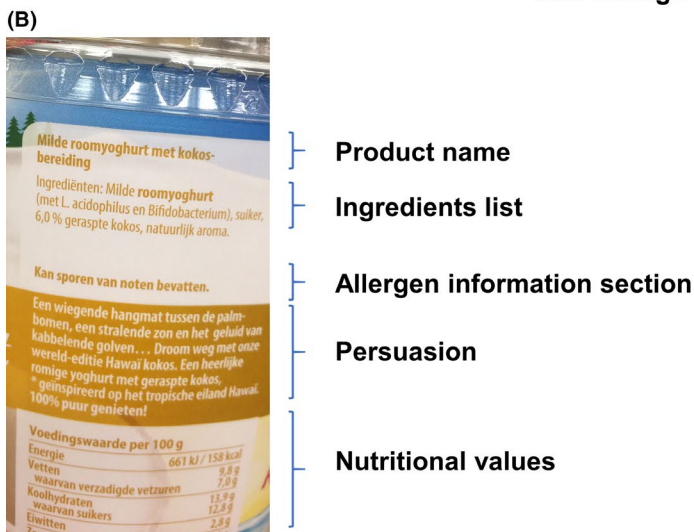 (B)
Milde roomyoghurt met kokos-
bereiding
Ingrediënten: Milde roomyoghurt
(met L. acidophilus en Bifidobacterium), suiker,
6,0 % geraspte kokos, natuurlijk aroma.
Kan sporen van noten bevatten.
Een wiegende hangmat tussen de palm-
bomen, een stralende zon en het geluid van
kabbelende golven... Droom weg met onze
wereld-editie Hawaï kokos. Een heerlijke
romige yoghurt met geraspte kokos,
* geïnspireerd op het tropische eiland Hawaï.
100% puur genieten!
Voedingswaarde per 100 g
Energie 661 kJ / 158 kcal
Vetten 9,8 g
waarvan verzadigde vetzuren 7,0 g
Koolhydraten 13,9 g
waarvan suikers 12,8 g
Eiwitten 2,8 g
Product name
Ingredients list
Allergen information section
Persuasion
Nutritional values